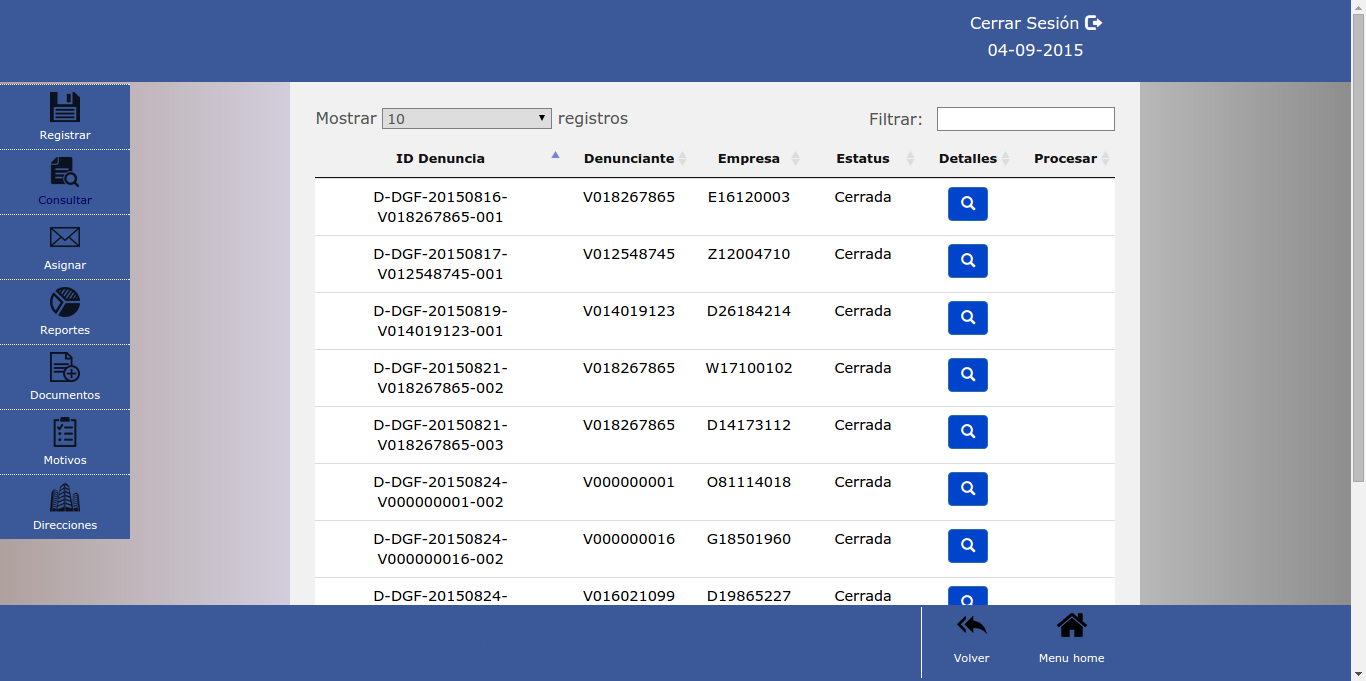 Cerrar Sesión
04-09-2015
Registrar
Consultar
Asignar
Reportes
Documentos
Motivos
Direcciones
Mostrar 10 registros Filtrar:
ID Denuncia Denunciante Empresa Estatus Detalles Procesar
D-DGF-20150816- V018267865 E16120003 Cerrada
V018267865-001
D-DGF-20150817- V012548745 Z12004710 Cerrada
V012548745-001
D-DGF-20150819- V014019123 D26184214 Cerrada
V014019123-001
D-DGF-20150821- V018267865 W17100102 Cerrada
V018267865-002
D-DGF-20150821- V018267865 D14173112 Cerrada
V018267865-003
D-DGF-20150824- V000000001 O81114018 Cerrada
V000000001-002
D-DGF-20150824- V000000016 G18501960 Cerrada
V000000016-002
D-DGF-20150824- V016021099 D19865227 Cerrada
Volver Menu home